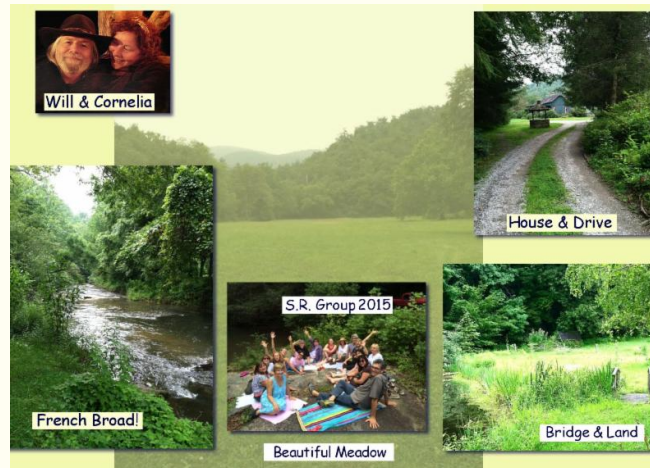 Will & Cornelia
House & Drive
S.R. Group 2015
French Broad!
Bridge & Land
Beautiful Meadow